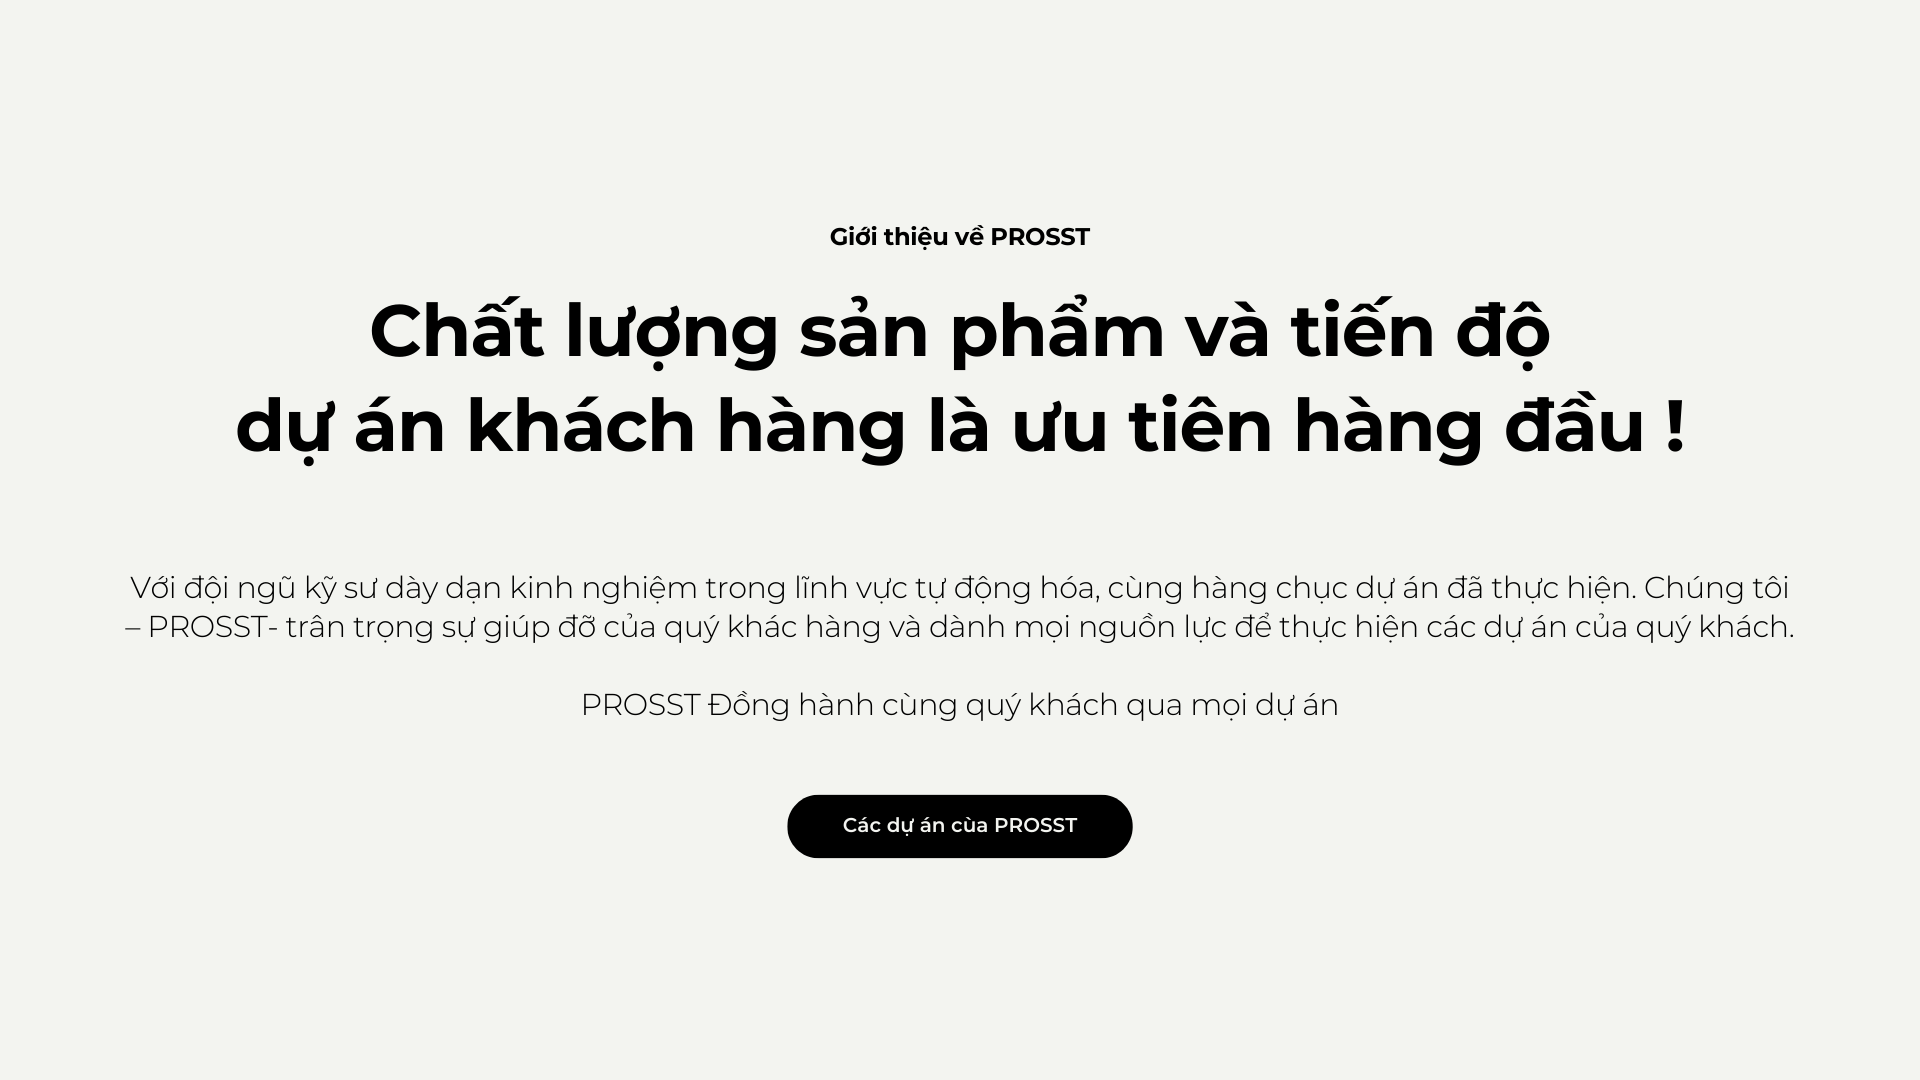 Giới thiệu về PROSST
Chất lượng sản phẩm và tiến độ
dự án khách hàng là ưu tiên hàng đầu !
Với đội ngũ kỹ sư dày dạn kinh nghiệm trong lĩnh vực tự động hóa, cùng hàng chục dự án đã thực hiện. Chúng tôi
– PROSST- trân trọng sự giúp đỡ của quý khác hàng và dành mọi nguồn lực để thực hiện các dự án của quý khách.
PROSST Đồng hành cùng quý khách qua mọi dự án
Các dự án cùa PROSST